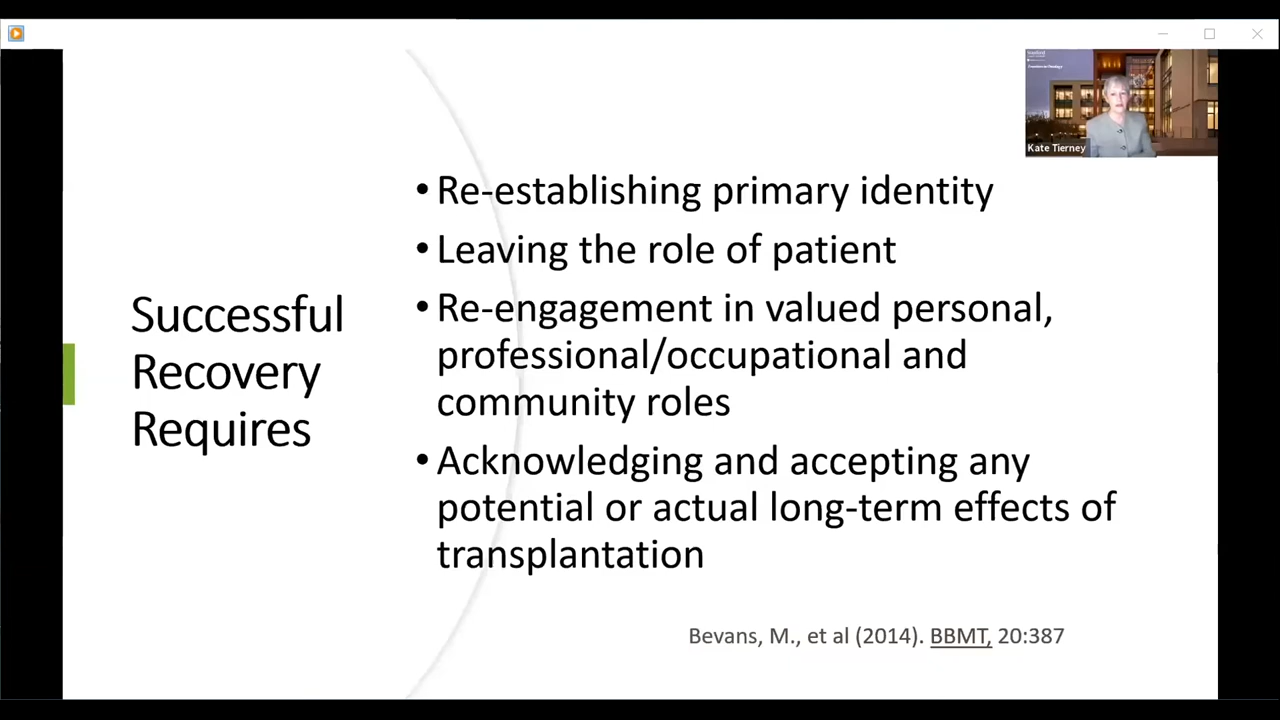 Kate Tierney
• Re-establishing primary identity
• Leaving the role of patient
• Re-engagement in valued personal,
professional/occupational and
community roles
• Acknowledging and accepting any
potential or actual long-term effects of
transplantation
Successful
Recovery
Requires
Bevans, M., et al (2014). BBMT, 20:387